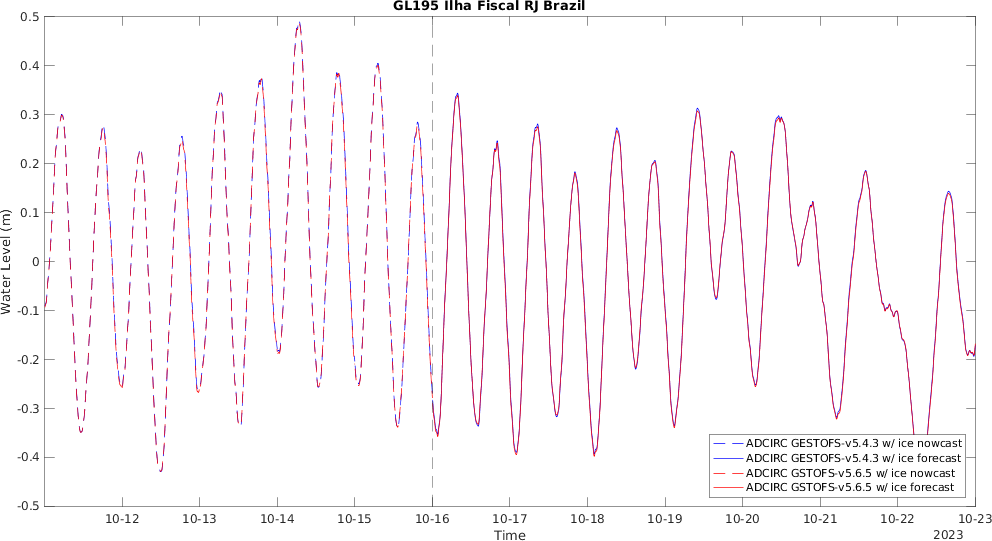 GL195 Ilha Fiscal RJ Brazil
0.5
0.4
0.3
0.2
0.1
0
-0.1
-0.2
-0.3
-0.4
-0.5
Water Level (m)
ADCIRC GESTOFS-v5.4.3 w/ ice nowcast
ADCIRC GESTOFS-v5.4.3 w/ ice forecast
ADCIRC GSTOFS-v5.6.5 w/ ice nowcast
ADCIRC GSTOFS-v5.6.5 w/ ice forecast
10-12 10-13 10-14 10-15 10-16 10-17 10-18 10-19 10-20 10-21 10-22 10-23
Time
2023